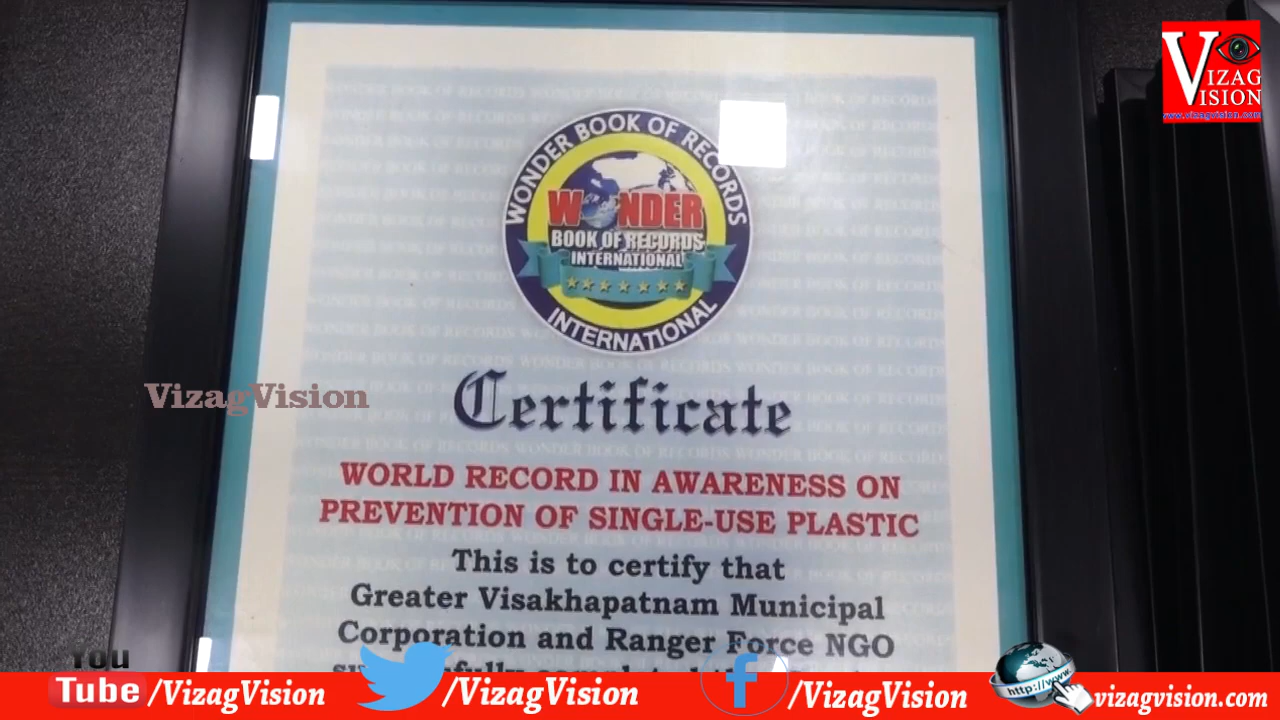 VIZAG
VISION
www.vizagvision.com
WONDER BOOK OF RECORDS
WONDER
BOOK OF RECORDS
INTERNATIONAL
INTERNATIONAL
Certificate
VizagVision
WORLD RECORD IN AWARENESS ON
PREVENTION OF SINGLE-USE PLASTIC
This is to certify that
Greater Visakhapatnam Municipal
Corporation and Ranger Force NGO
You
Tube /VizagVision /VizagVision /VizagVision http://www. vizagvision.com